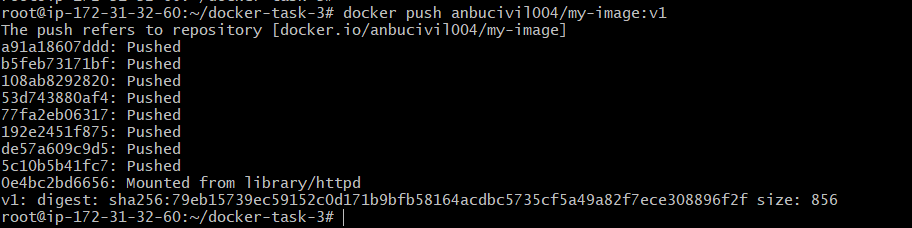 root@ip-172-31-32-60:~/docker-task-3# docker push anbucivil004/my-image:v1
The push refers to repository [docker.io/anbucivil004/my-image]
a91a18607ddd: Pushed
b5feb73171bf: Pushed
108ab8292820: Pushed
53d743880af4: Pushed
77fa2eb06317: Pushed
192e2451f875: Pushed
de57a609c9d5: Pushed
5c10b5b41fc7: Pushed
0e4bc2bd6656: Mounted from library/httpd
v1: digest: sha256:79eb15739ec59152c0d171b9bfb58164acdbc5735cf5a49a82f7ece308896f2f size: 856
root@ip-172-31-32-60:~/docker-task-3#